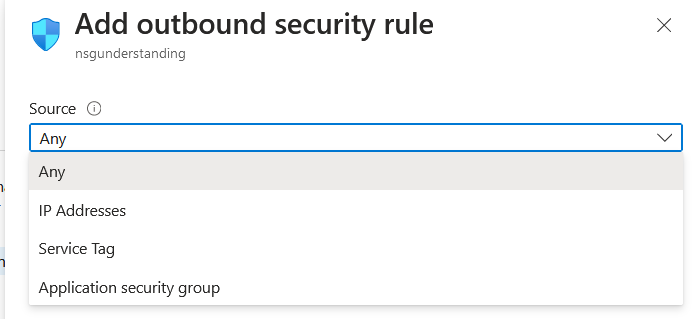 Add outbound security rule
nsgunderstanding
Source
Any
Any
IP Addresses
Service Tag
Application security group